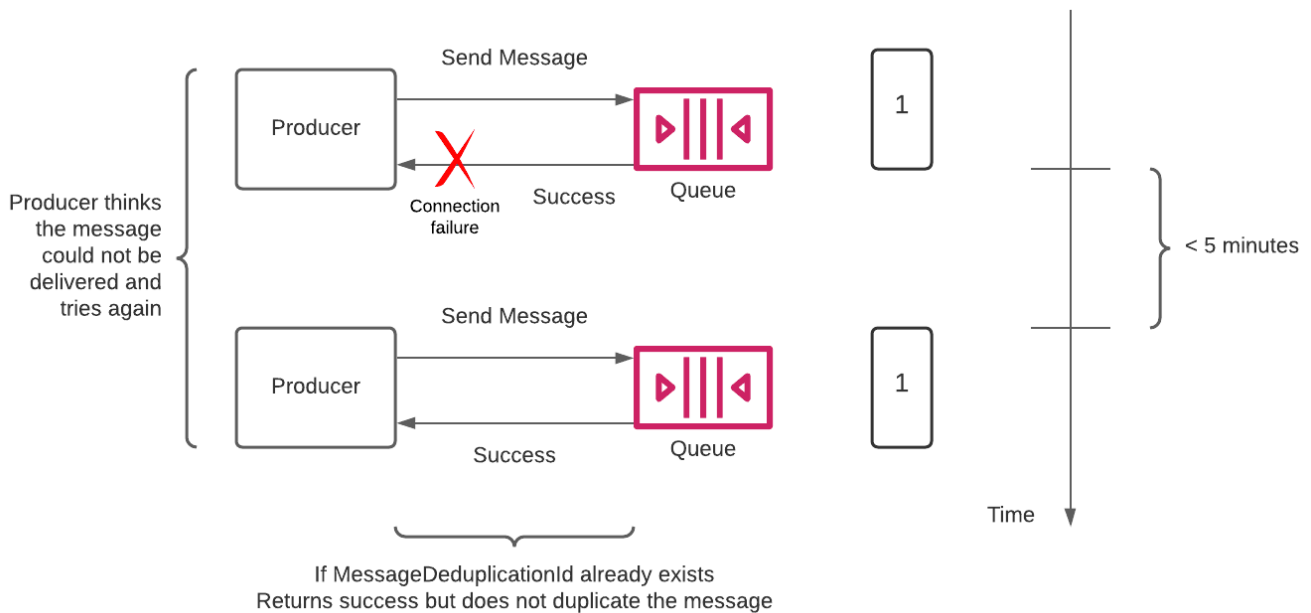 Send Message
Producer
1
Queue
Success
Connection
failure
Producer thinks
the message
could not be
delivered and
tries again
< 5 minutes
Send Message
Producer
1
Queue
Success
Time
If MessageDeduplicationId already exists
Returns success but does not duplicate the message